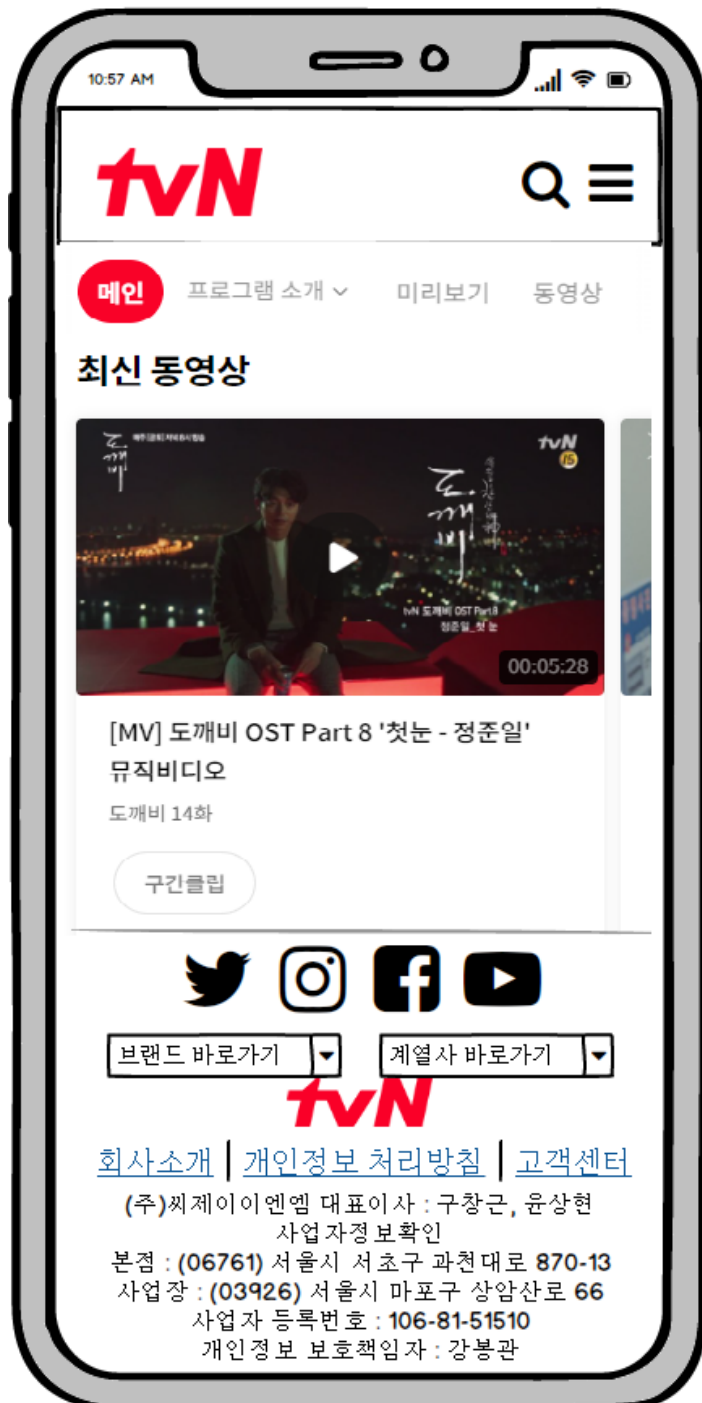 10:57 AM
tvN
메인 프로그램 소개 미리보기 동영상
최신 동영상
도깨비
tvN
15
도깨비
tvN 도깨비 OST Part.8
정준일_첫 눈
00:05:28
[MV] 도깨비 OST Part 8 '첫눈 - 정준일'
뮤직비디오
도깨비 14화
구간클립
브랜드 바로가기 계열사 바로가기
tvN
회사소개 | 개인정보 처리방침 | 고객센터
(주)씨제이이엔엠 대표이사 : 구창근, 윤상현
사업자정보확인
본점 : (06761) 서울시 서초구 과천대로 870-13
사업장 : (03926) 서울시 마포구 상암산로 66
사업자 등록번호 : 106-81-51510
개인정보 보호책임자 : 강봉관